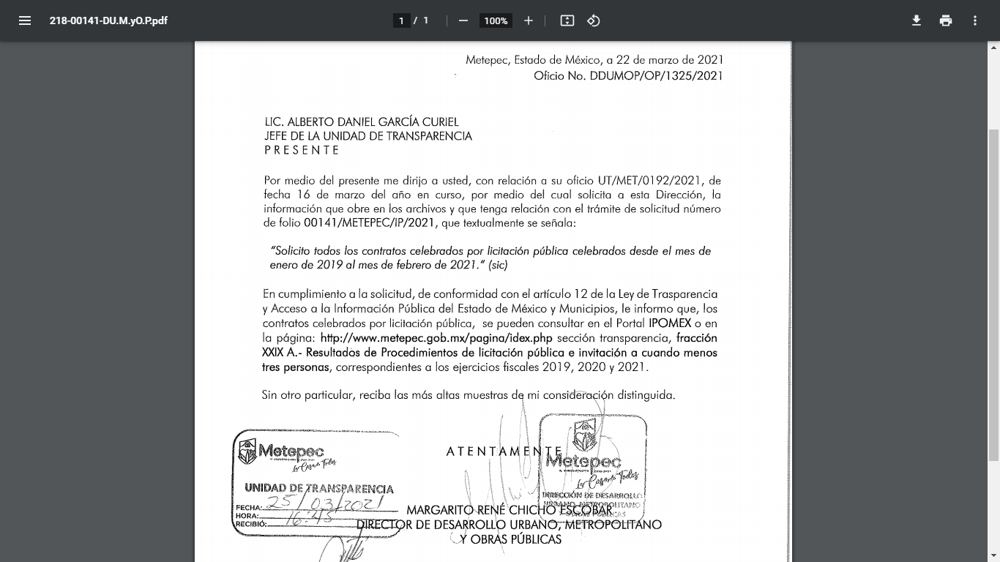 218-00141-DU.M.yO.P.pdf
1 / 1
100%
Metepec, Estado de México, a 22 de marzo de 2021
Oficio No. DDUMOP/OP/1325/2021
LIC. ALBERTO DANIEL GARCÍA CURIEL
JEFE DE LA UNIDAD DE TRANSPARENCIA
P R E S E N T E
Por medio del presente me dirijo a usted, con relación a su oficio UT/MET/0192/2021, de
fecha 16 de marzo del año en curso, por medio del cual solicita a esta Dirección, la
información que obre en los archivos y que tenga relación con el trámite de solicitud número
de folio 00141/METEPEC/IP/2021, que textualmente se señala:
“Solicito todos los contratos celebrados por licitación pública celebrados desde el mes de
enero de 2019 al mes de febrero de 2021.” (sic)
En cumplimiento a la solicitud, de conformidad con el artículo 12 de la Ley de Trasparencia
y Acceso a la Información Pública del Estado de México y Municipios, le informo que, los
contratos celebrados por licitación pública, se pueden consultar en el Portal IPOMEX o en
la página: http://www.metepec.gob.mx/pagina/idex.php sección transparencia, fracción
XXIX A.- Resultados de Procedimientos de licitación pública e invitación a cuando menos
tres personas, correspondientes a los ejercicios fiscales 2019, 2020 y 2021.
Sin otro particular, reciba las más altas muestras de mi consideración distinguida.
A T E N T A M E N T E
Metepec
La Casa de Todos
UNIDAD DE TRANSPARENCIA
FECHA: 25/03/2021
HORA: 16:45
RECIBIÓ:
Metepec
La Casa de Todos
DIRECCIÓN DE DESARROLLO
URBANO, METROPOLITANO
Y OBRAS PÚBLICAS
MARGARITO RENÉ CHICHO ESCOBAR
DIRECTOR DE DESARROLLO URBANO, METROPOLITANO
Y OBRAS PÚBLICAS